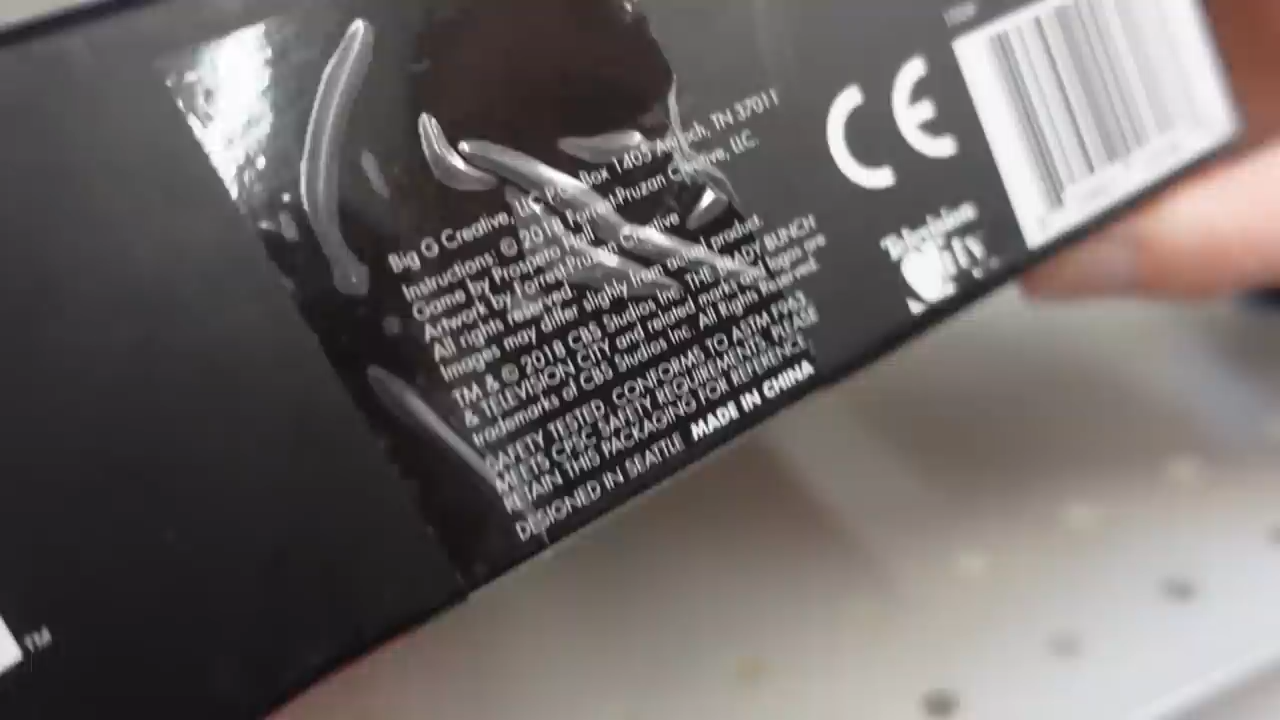 Big G Creative, LLC P.O. Box 1403 Antioch, TN 37011
Instructions: © 2018 Forrest-Pruzan Creative, LLC.
Game by Prospero Hall
Artwork by Forrest-Pruzan Creative
All rights reserved.
Images may differ slightly from actual product.
TM & © 2018 CBS Studios Inc. THE BRADY BUNCH
& TELEVISION CITY and related marks and logos are
trademarks of CBS Studios Inc. All Rights Reserved.
SAFETY TESTED. CONFORMS TO ASTM F963,
MEETS CPSC SAFETY REQUIREMENTS. PLEASE
RETAIN THIS PACKAGING FOR REFERENCE.
DESIGNED IN SEATTLE MADE IN CHINA
CE
Television
City
TM